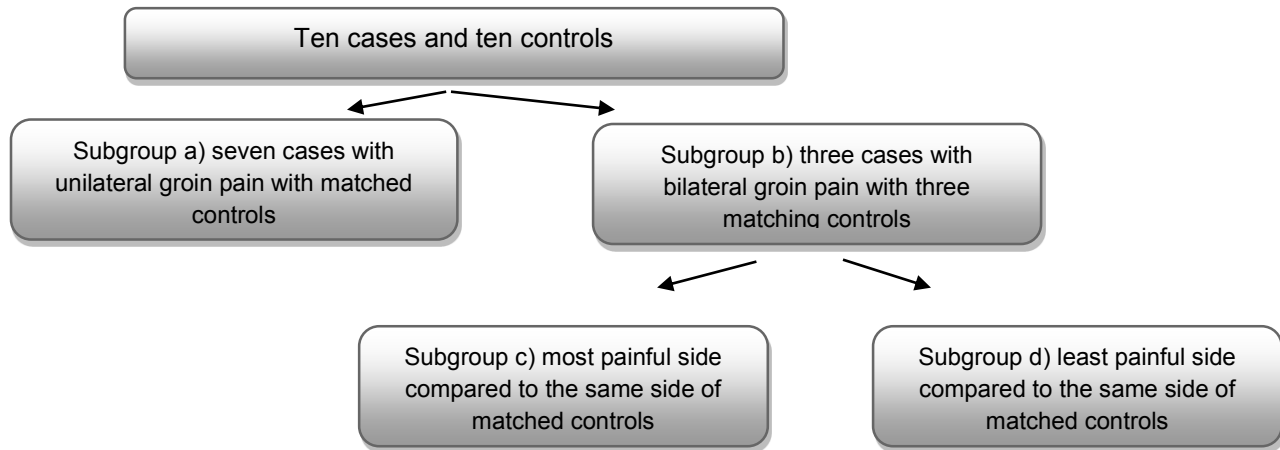 Ten cases and ten controls
Subgroup a) seven cases with
unilateral groin pain with matched
controls
Subgroup b) three cases with
bilateral groin pain with three
matching controls
Subgroup c) most painful side
compared to the same side of
matched controls
Subgroup d) least painful side
compared to the same side of
matched controls